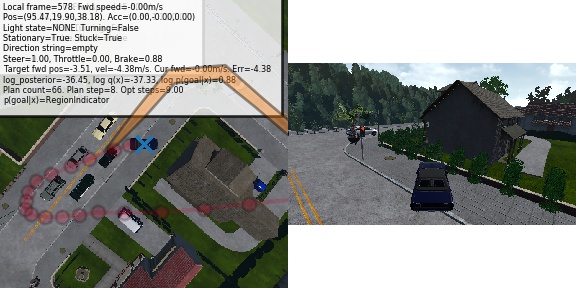 Local frame=578. Fwd speed=-0.00m/s
Pos=(95.47,19.90,38.18). Acc=(0.00,-0.00,0.00)
Light state=NONE. Turning=False
Stationary=True. Stuck=True
Direction string=empty
Steer=1.00, Throttle=0.00, Brake=0.88
Target fwd pos=-3.51, vel=-4.38m/s. Cur fwd=-0.00m/s. Err=-4.38
log_posterior=-36.45, log q(x)=-37.33, log p(goal|x)=0.88
Plan count=66. Plan step=8. Opt steps=9.00
p(goal|x)=RegionIndicator